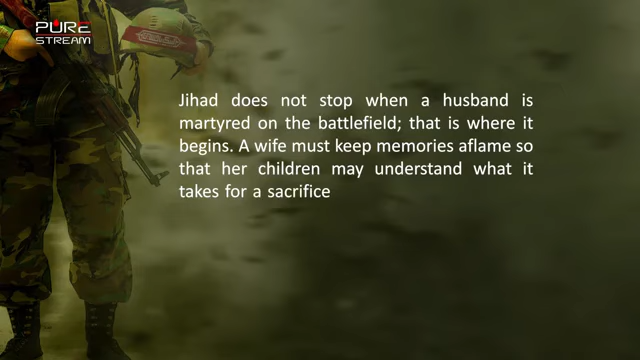 PURE
STREAM
Jihad does not stop when a husband is
martyred on the battlefield; that is where it
begins. A wife must keep memories aflame so
that her children may understand what it
takes for a sacrifice